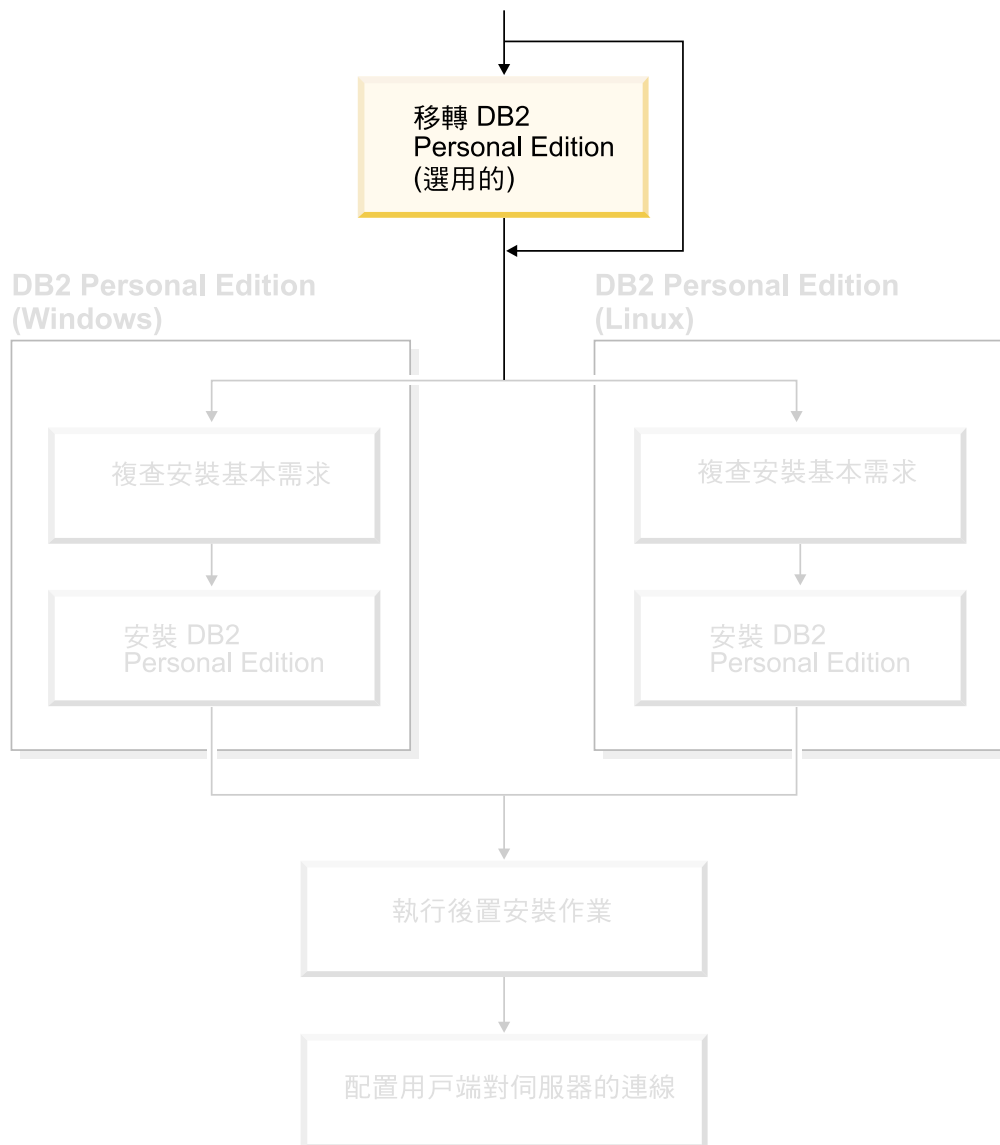 移轉 DB2
Personal Edition
(選用的)
DB2 Personal Edition
(Windows)
複查安裝基本需求
安裝 DB2
Personal Edition
DB2 Personal Edition
(Linux)
複查安裝基本需求
安裝 DB2
Personal Edition
執行後置安裝作業
配置用戶端對伺服器的連線